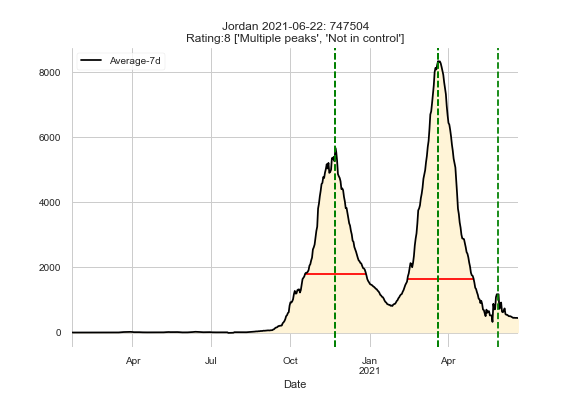 Jordan 2021-06-22: 747504
Rating:8 ['Multiple peaks', 'Not in control']
Average-7d
8000
6000
4000
2000
0
Apr Jul Oct Jan Apr
2021
Date